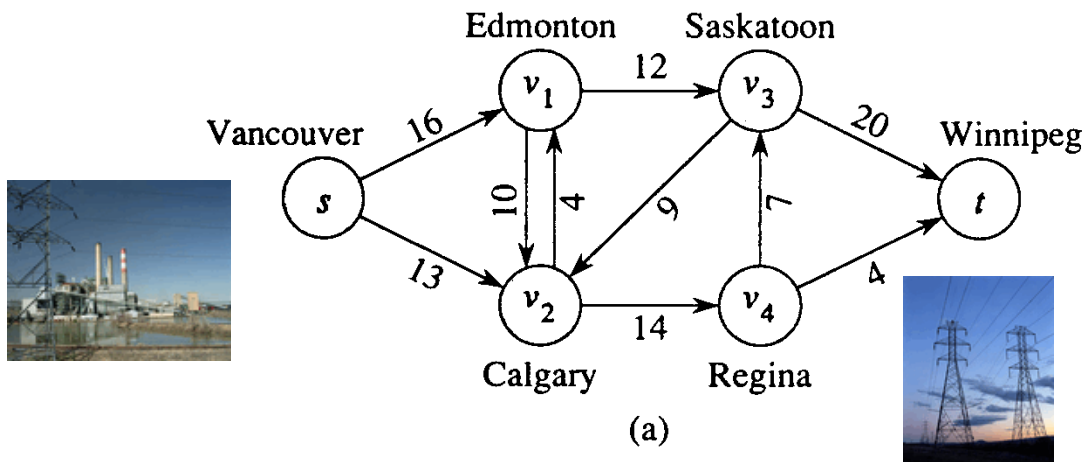 Edmonton
Saskatoon
12
v1
v3
Vancouver
16
20
Winnipeg
s
10
4
9
7
t
13
4
v2
14
v4
Calgary
Regina
(a)